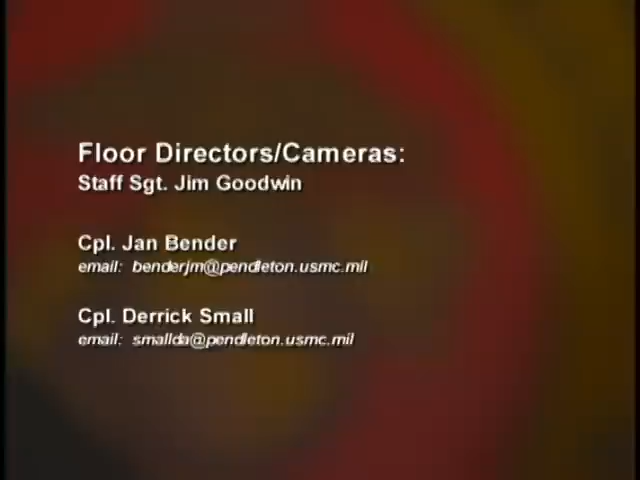 Floor Directors/Cameras:
Staff Sgt. Jim Goodwin
Cpl. Jan Bender
email: benderjm@pendleton.usmc.mil
Cpl. Derrick Small
email: smallda@pendleton.usmc.mil